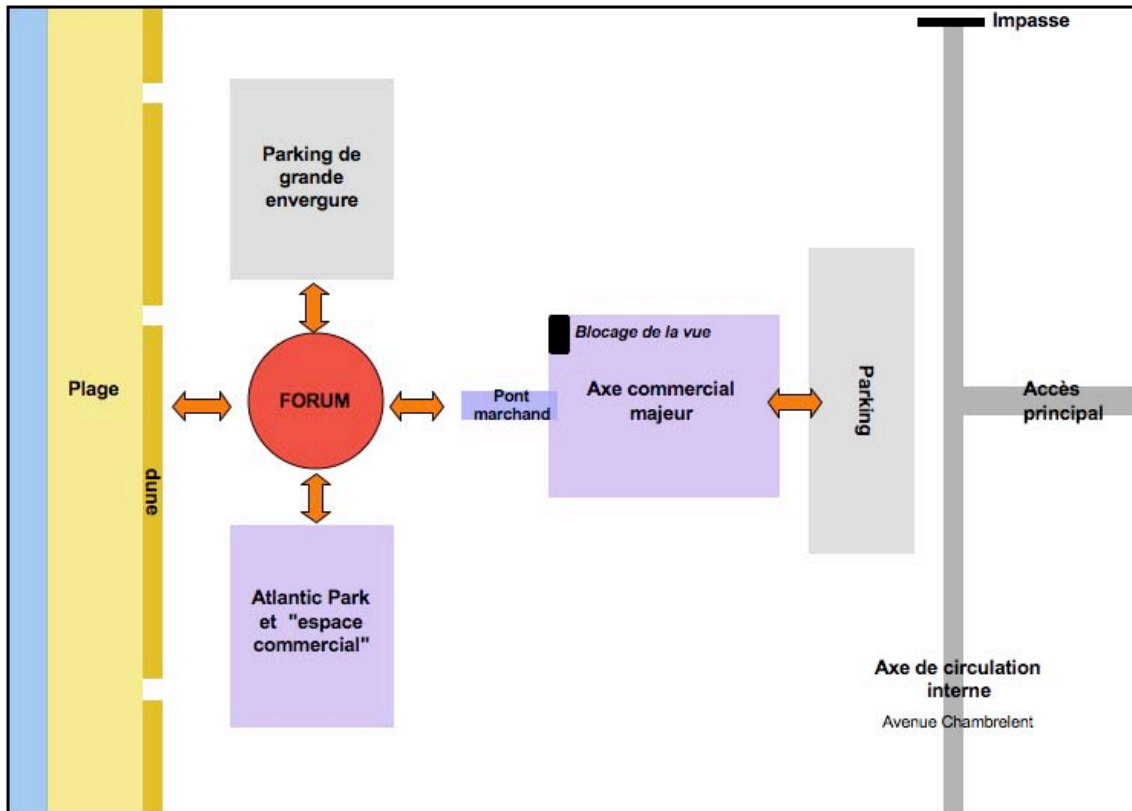 Impasse
Parking de
grande
envergure
Blocage de la vue
Plage
FORUM
Pont
marchand
Axe commercial
majeur
Parking
Accès
principal
dune
Atlantic Park
et "espace
commercial"
Axe de circulation
interne
Avenue Chambrelent